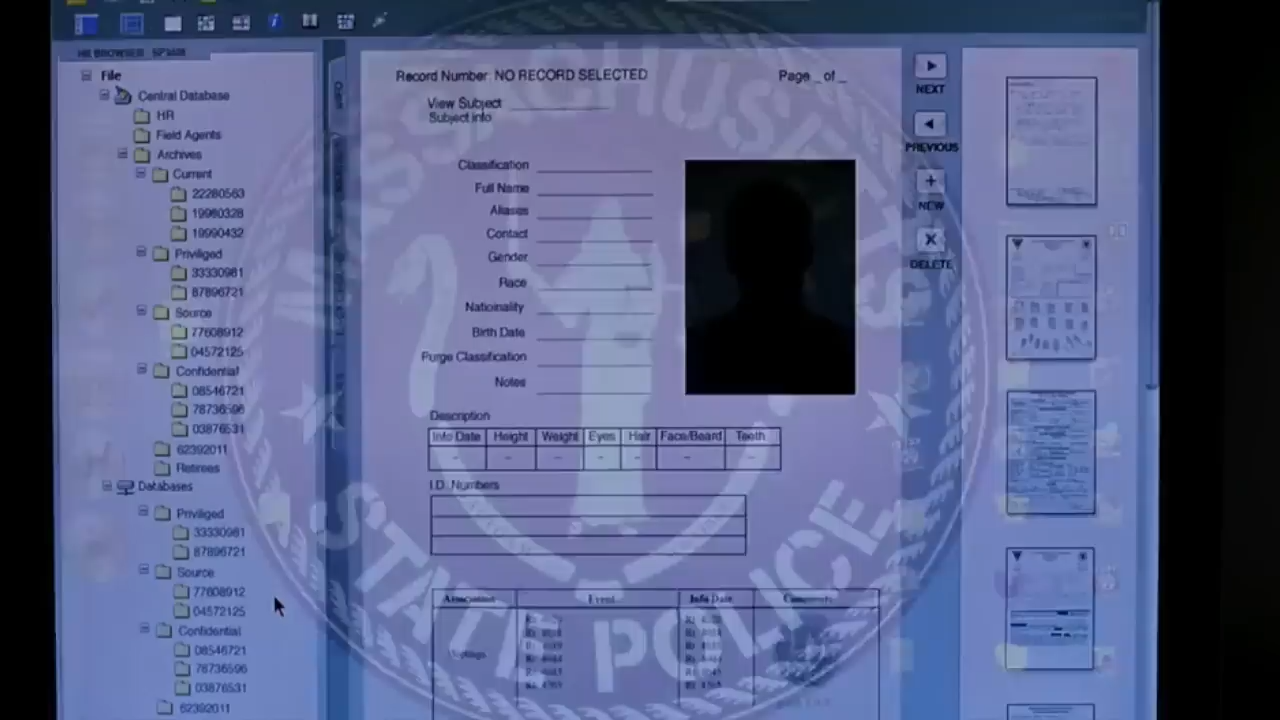 HR BROWSER SP1608
File
Central Database
HR
Field Agents
Archives
Current
22280563
19980328
19990432
Priviliged
33330981
87896721
Source
77608912
04572125
Confidential
08546721
78736596
03876531
62392011
Retirees
Databases
Priviliged
33330981
87896721
Source
77608912
04572125
Confidential
08546721
78736596
03876531
62392011
Record Number: NO RECORD SELECTED
Page _ of _
View Subject
Subject info
Classification
Full Name
Aliases
Contact
Gender
Race
Nationality
Birth Date
Purge Classification
Notes
Description
Info Date Height Weight Eyes Hair Face/Beard Teeth
I.D. Numbers
Association Event Info Date Comments
NEXT
PREVIOUS
NEW
DELETE
MASSACHUSETTS
STATE POLICE